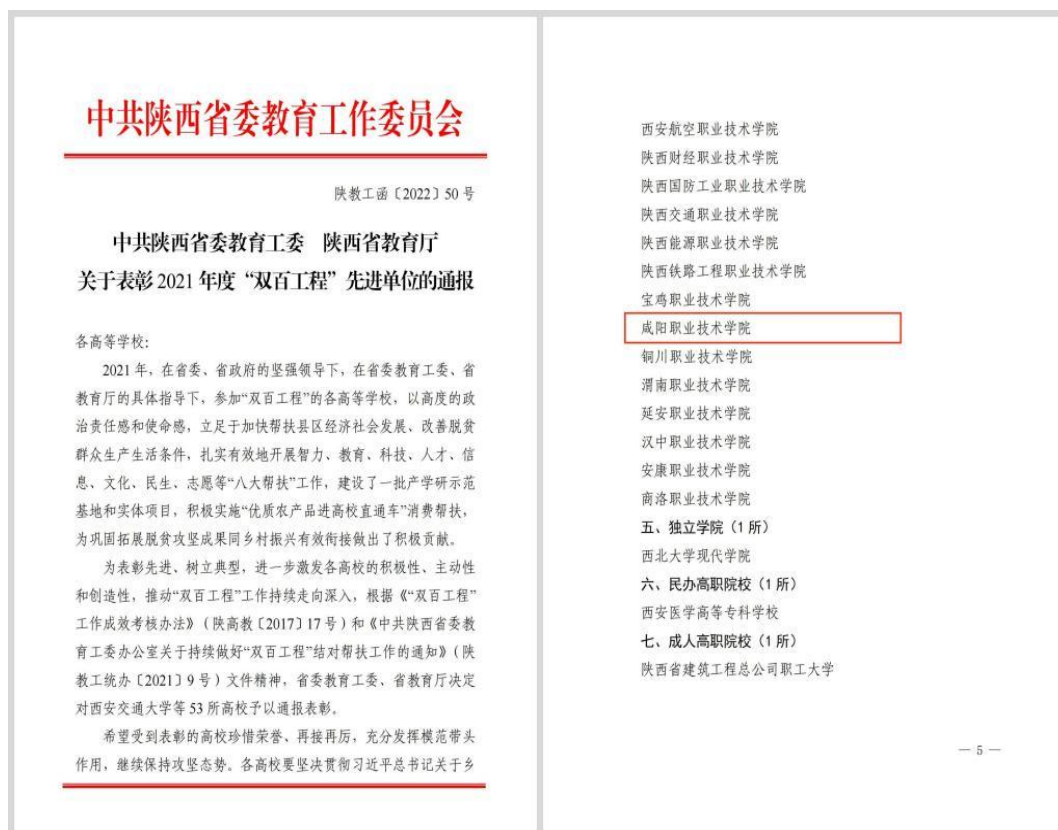 中共陕西省委教育工作委员会
陕教工函〔2022〕50 号
中共陕西省委教育工委 陕西省教育厅
关于表彰 2021 年度“双百工程”先进单位的通报
各高等学校：
2021 年，在省委、省政府的坚强领导下，在省委教育工委、省
教育厅的具体指导下，参加“双百工程”的各高等学校，以高度的政
治责任感和使命感，立足于加快帮扶县区经济社会发展、改善脱贫
群众生产生活条件，扎实有效地开展智力、教育、科技、人才、信
息、文化、民生、志愿等“八大帮扶”工作，建设了一批产学研示范
基地和实体项目，积极实施“优质农产品进高校直通车”消费帮扶，
为巩固拓展脱贫攻坚成果同乡村振兴有效衔接做出了积极贡献。
为表彰先进、树立典型，进一步激发各高校的积极性、主动性
和创造性，推动“双百工程”工作持续走向深入，根据《“双百工程”
工作成效考核办法》（陕高教〔2017〕17 号）和《中共陕西省委教
育工委办公室关于持续做好“双百工程”结对帮扶工作的通知》（陕
教工统办〔2021〕9 号）文件精神，省委教育工委、省教育厅决定
对西安交通大学等 53 所高校予以通报表彰。
希望受到表彰的高校珍惜荣誉、再接再厉，充分发挥模范带头
作用，继续保持攻坚态势。各高校要坚决贯彻习近平总书记关于乡
西安航空职业技术学院
陕西财经职业技术学院
陕西国防工业职业技术学院
陕西交通职业技术学院
陕西能源职业技术学院
陕西铁路工程职业技术学院
宝鸡职业技术学院
咸阳职业技术学院
铜川职业技术学院
渭南职业技术学院
延安职业技术学院
汉中职业技术学院
安康职业技术学院
商洛职业技术学院
五、独立学院（1 所）
西北大学现代学院
六、民办高职院校（1 所）
西安医学高等专科学校
七、成人高职院校（1 所）
陕西省建筑工程总公司职工大学
— 5 —